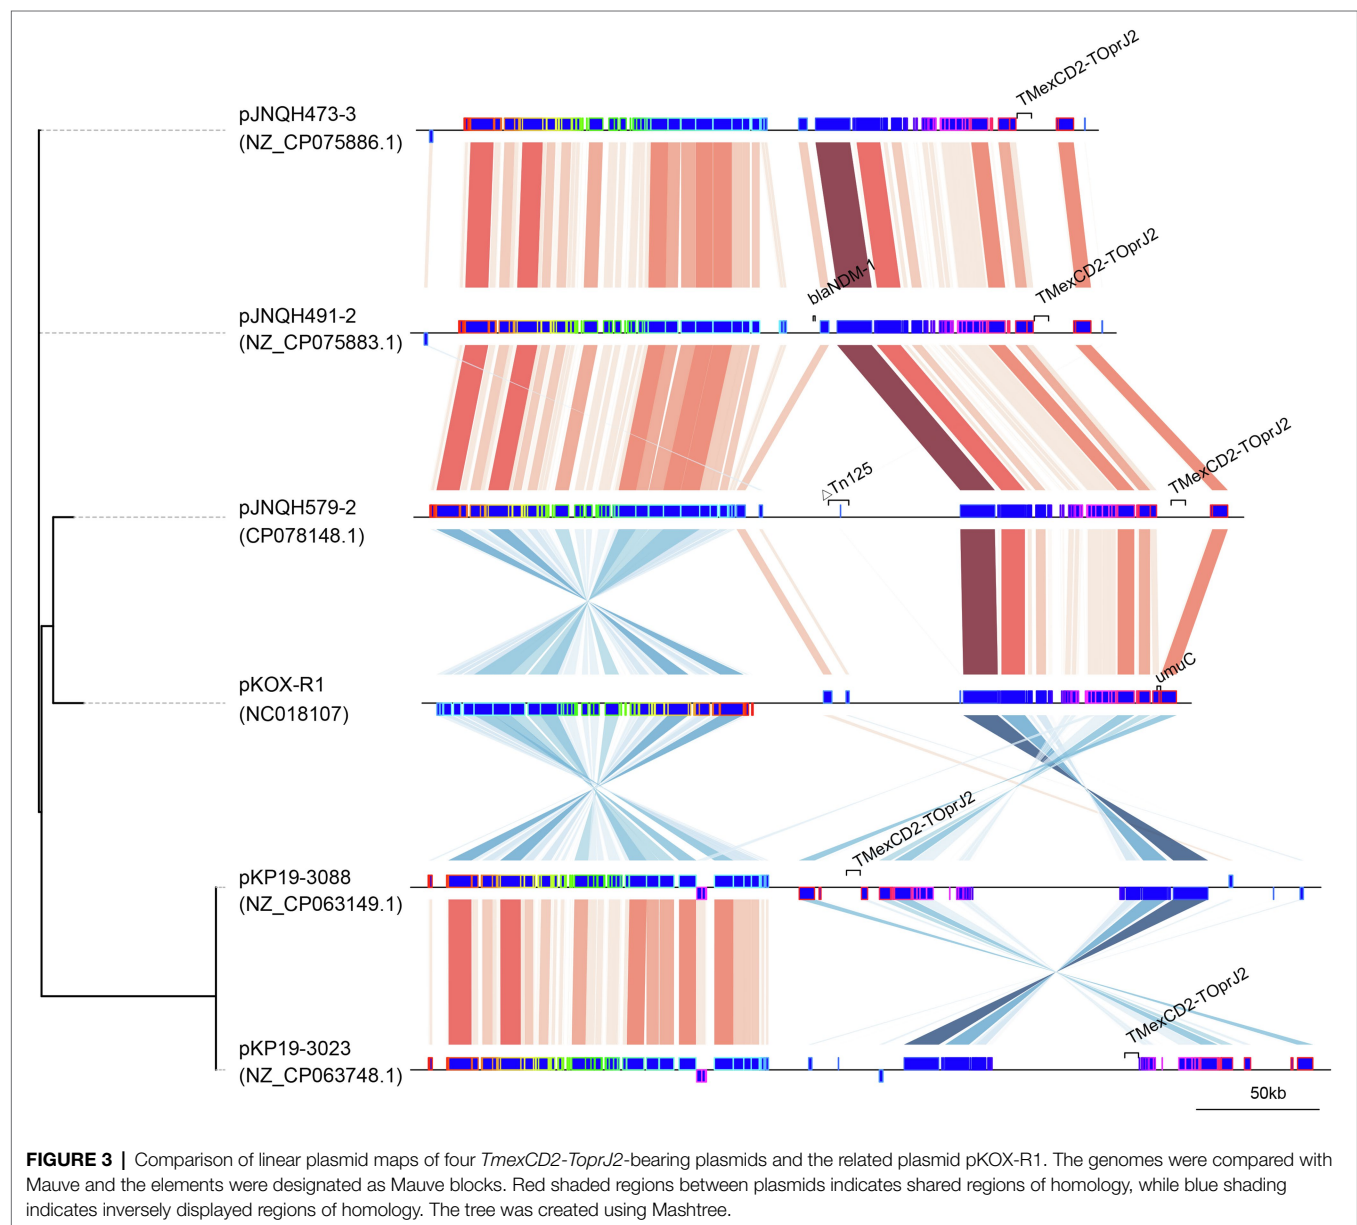 TMexCD2-TOprJ2
pJNQH473-3
(NZ_CP075886.1)
TMexCD2-TOprJ2
blaNDM-1
pJNQH491-2
(NZ_CP075883.1)
TMexCD2-TOprJ2
△Tn125
pJNQH579-2
(CP078148.1)
umuC
pKOX-R1
(NC018107)
TMexCD2-TOprJ2
pKP19-3088
(NZ_CP063149.1)
TMexCD2-TOprJ2
pKP19-3023
(NZ_CP063748.1)
50kb
FIGURE 3 | Comparison of linear plasmid maps of four TmexCD2-ToprJ2-bearing plasmids and the related plasmid pKOX-R1. The genomes were compared with
Mauve and the elements were designated as Mauve blocks. Red shaded regions between plasmids indicates shared regions of homology, while blue shading
indicates inversely displayed regions of homology. The tree was created using Mashtree.